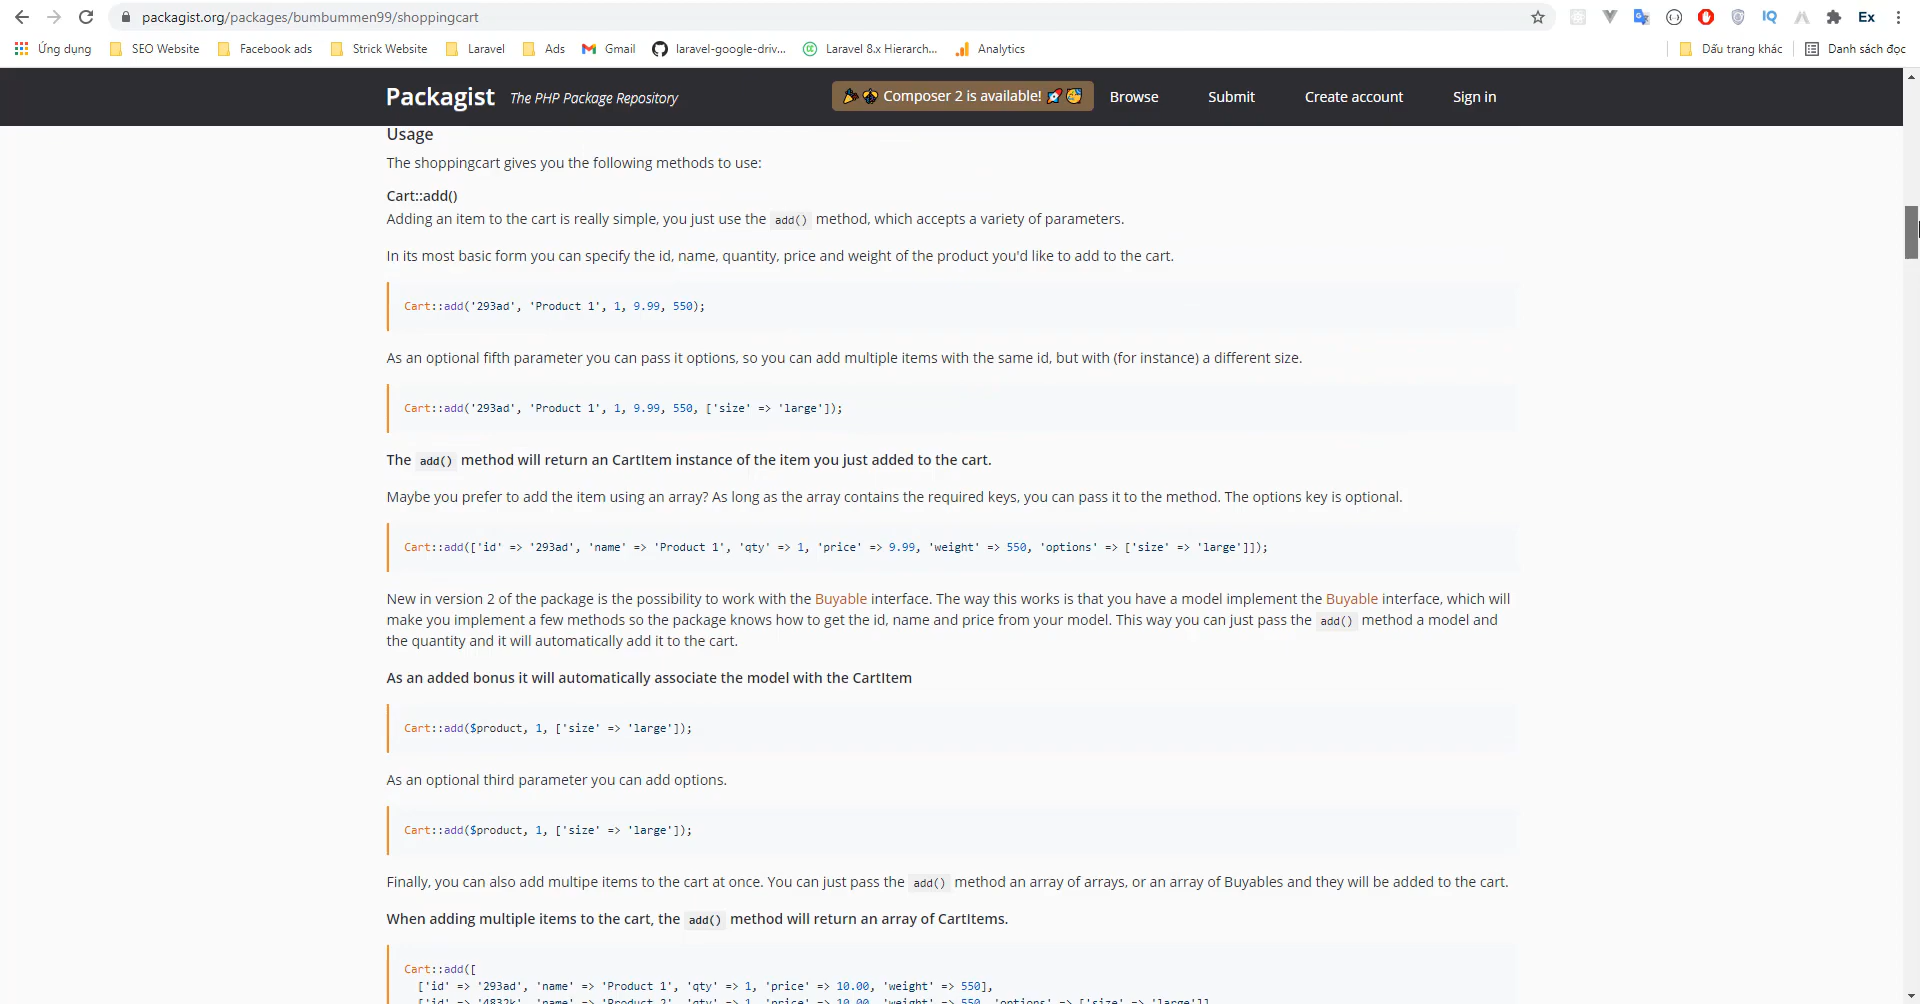 packagist.org/packages/bumbummen99/shoppingcart
Ex
Ứng dụng SEO Website Facebook ads Strick Website Laravel Ads Gmail laravel-google-driv... Laravel 8.x Hierarch... Analytics Dấu trang khác Danh sách đọc
Packagist The PHP Package Repository Composer 2 is available! Browse Submit Create account Sign in
Usage
The shoppingcart gives you the following methods to use:
Cart::add()
Adding an item to the cart is really simple, you just use the add() method, which accepts a variety of parameters.
In its most basic form you can specify the id, name, quantity, price and weight of the product you'd like to add to the cart.
Cart::add('293ad', 'Product 1', 1, 9.99, 550);
As an optional fifth parameter you can pass it options, so you can add multiple items with the same id, but with (for instance) a different size.
Cart::add('293ad', 'Product 1', 1, 9.99, 550, ['size' => 'large']);
The add() method will return an CartItem instance of the item you just added to the cart.
Maybe you prefer to add the item using an array? As long as the array contains the required keys, you can pass it to the method. The options key is optional.
Cart::add(['id' => '293ad', 'name' => 'Product 1', 'qty' => 1, 'price' => 9.99, 'weight' => 550, 'options' => ['size' => 'large']]);
New in version 2 of the package is the possibility to work with the Buyable interface. The way this works is that you have a model implement the Buyable interface, which will
make you implement a few methods so the package knows how to get the id, name and price from your model. This way you can just pass the add() method a model and
the quantity and it will automatically add it to the cart.
As an added bonus it will automatically associate the model with the CartItem
Cart::add($product, 1, ['size' => 'large']);
As an optional third parameter you can add options.
Cart::add($product, 1, ['size' => 'large']);
Finally, you can also add multipe items to the cart at once. You can just pass the add() method an array of arrays, or an array of Buyables and they will be added to the cart.
When adding multiple items to the cart, the add() method will return an array of CartItems.
Cart::add([
['id' => '293ad', 'name' => 'Product 1', 'qty' => 1, 'price' => 10.00, 'weight' => 550],
['id' => '4832k', 'name' => 'Product 2', 'qty' => 1, 'price' => 10.00, 'weight' => 550, 'options' => ['size' => 'large']]